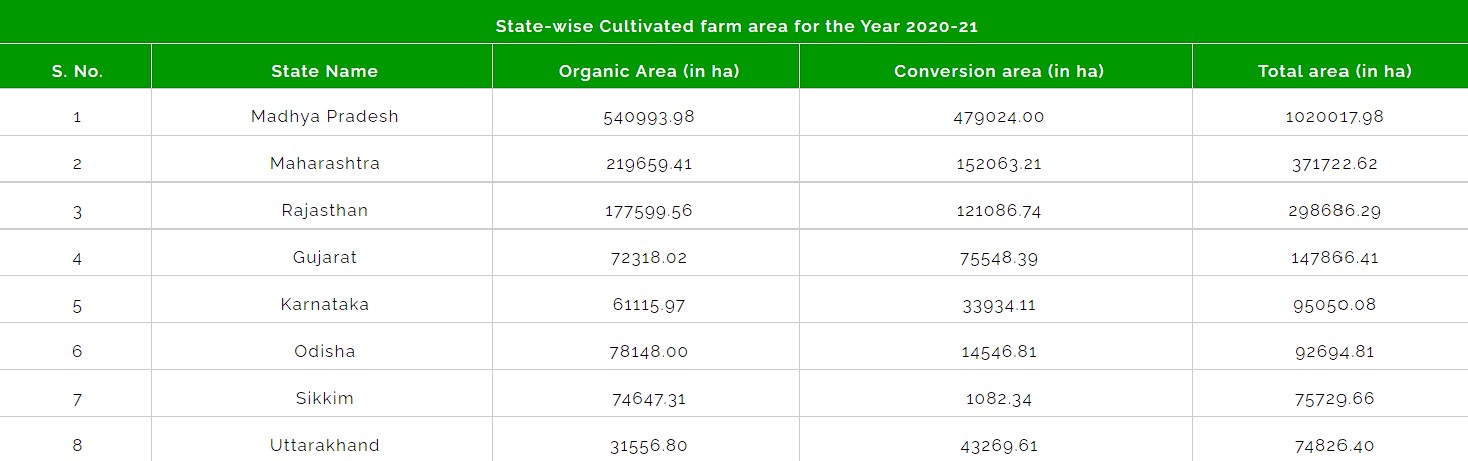 State-wise Cultivated farm area for the Year 2020-21
S. No. State Name Organic Area (in ha) Conversion area (in ha) Total area (in ha)
1 Madhya Pradesh 540993.98 479024.00 1020017.98
2 Maharashtra 219659.41 152063.21 371722.62
3 Rajasthan 177599.56 121086.74 298686.29
4 Gujarat 72318.02 75548.39 147866.41
5 Karnataka 61115.97 33934.11 95050.08
6 Odisha 78148.00 14546.81 92694.81
7 Sikkim 74647.31 1082.34 75729.66
8 Uttarakhand 31556.80 43269.61 74826.40